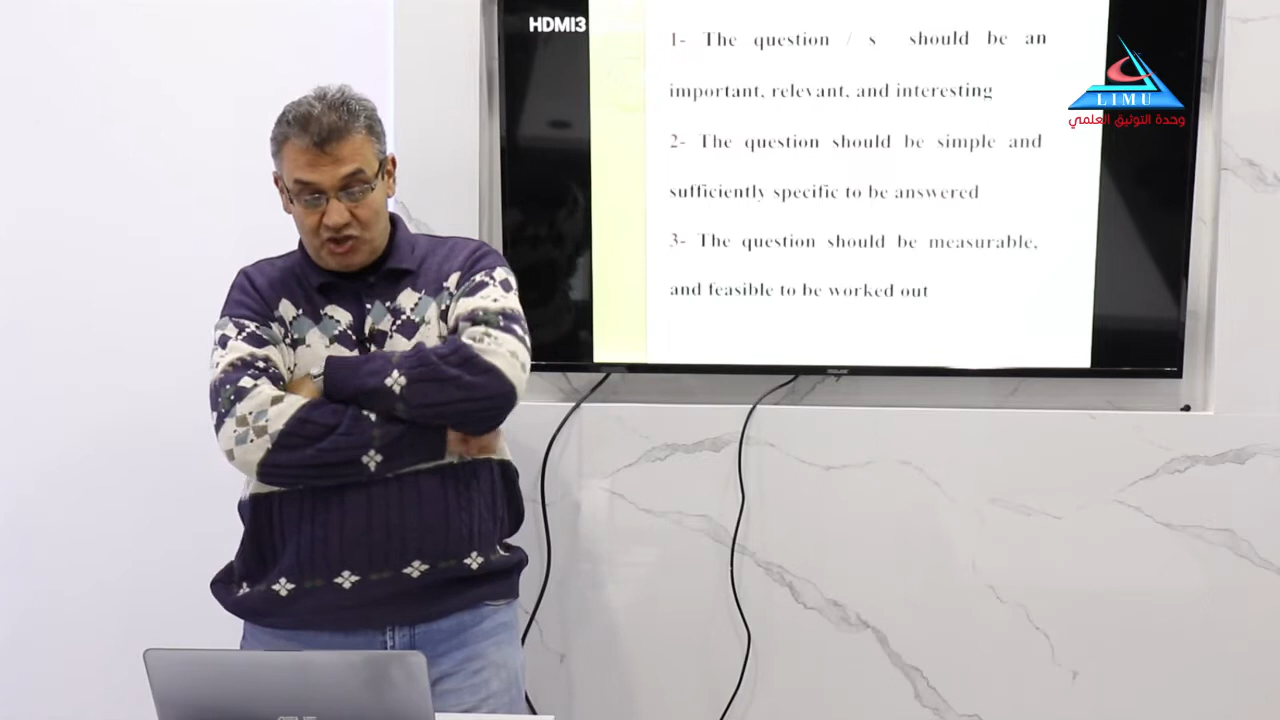 HDMI3
1- The question / s should be an
important, relevant, and interesting
2- The question should be simple and
sufficiently specific to be answered
3- The question should be measurable,
and feasible to be worked out
LIMU
وحدة التوثيق العلمي